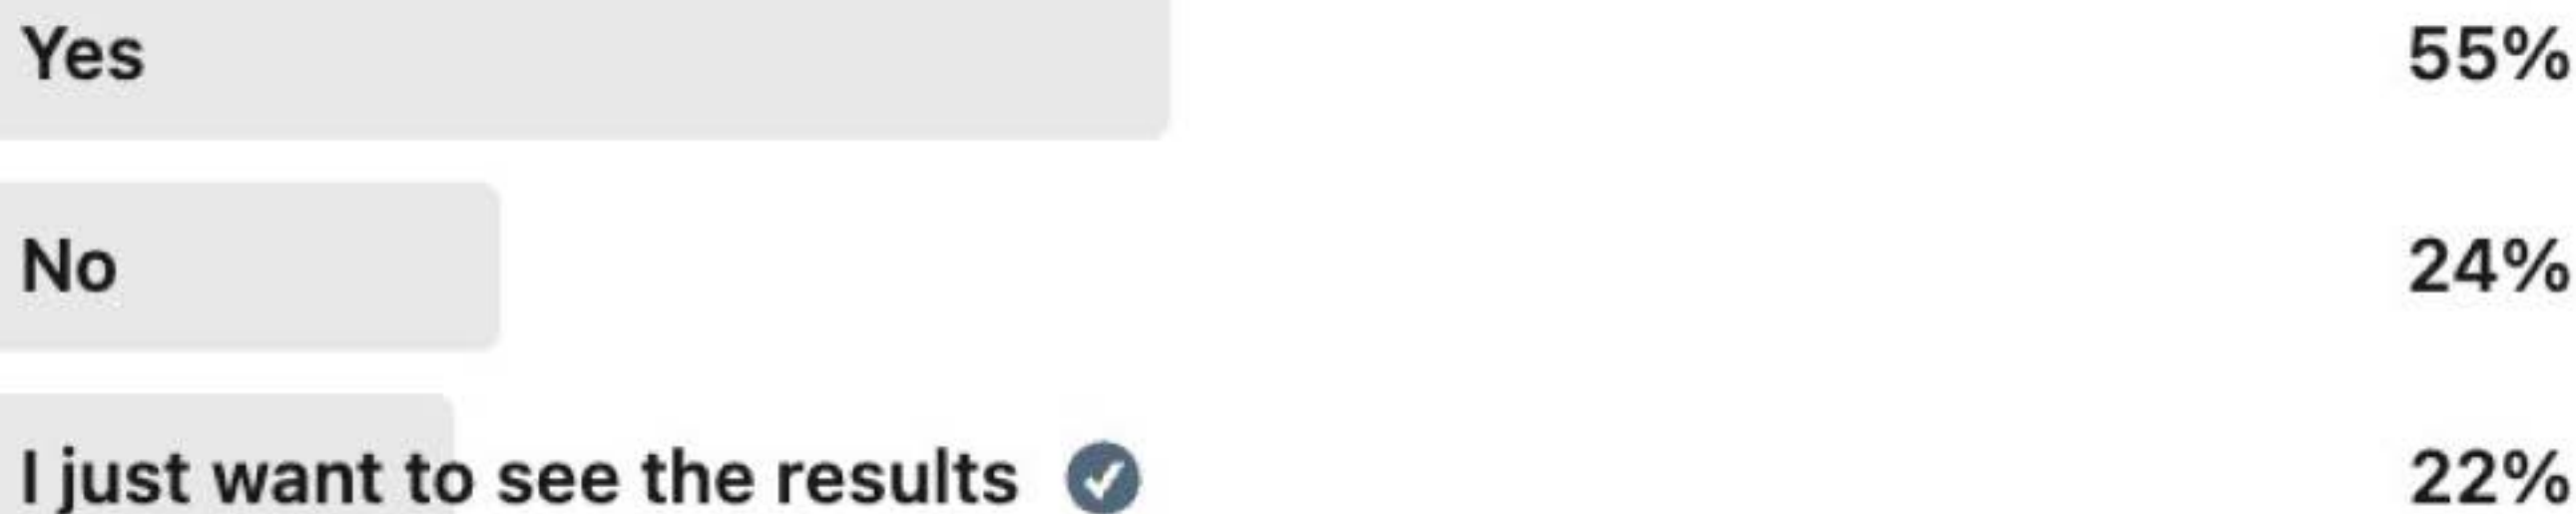 Yes 55%
No 24%
I just want to see the results 22%